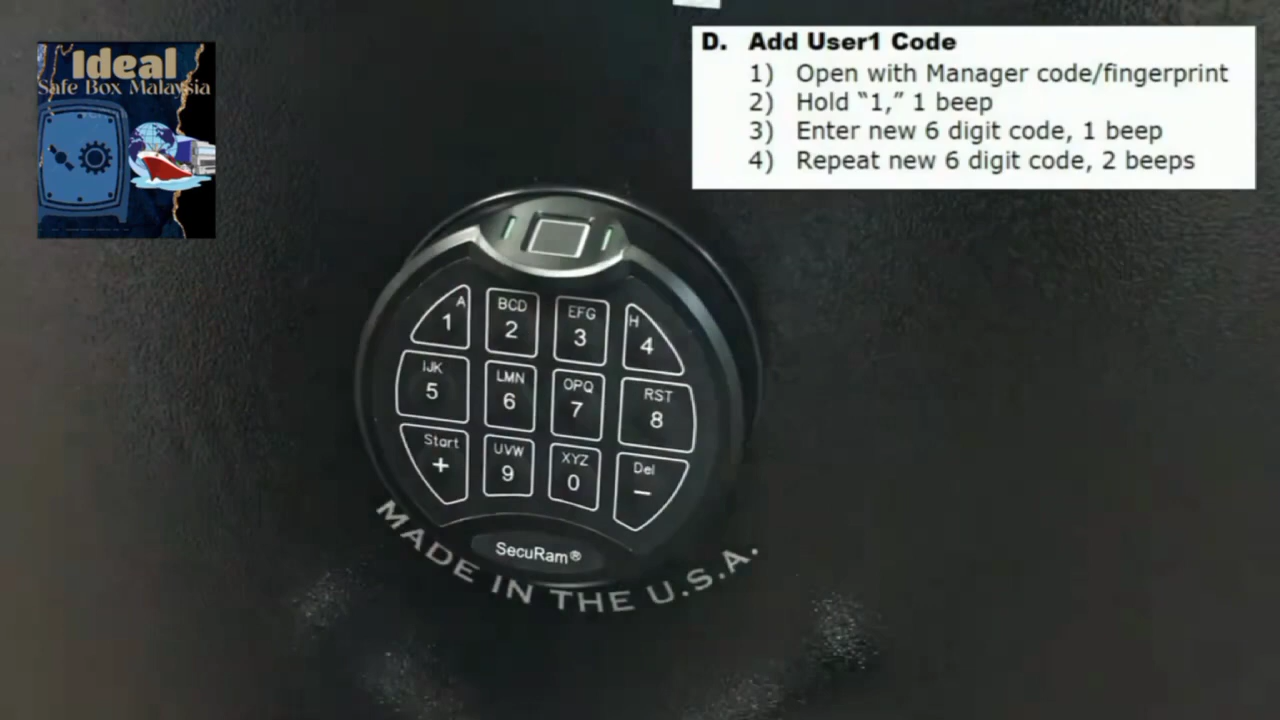 Ideal
Safe Box Malaysia
D. Add User1 Code
1) Open with Manager code/fingerprint
2) Hold “1,” 1 beep
3) Enter new 6 digit code, 1 beep
4) Repeat new 6 digit code, 2 beeps
A
1
BCD
2
EFG
3
H
4
IJK
5
LMN
6
OPQ
7
RST
8
Start
+
UVW
9
XYZ
0
Del
−
SecuRam®
MADE IN THE U.S.A.